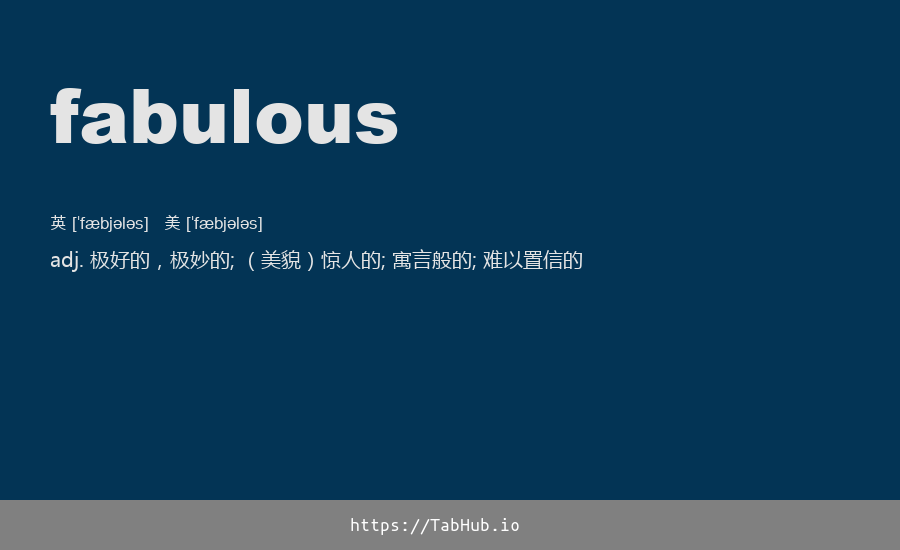 fabulous
英 [ˈfæbjələs] 美 [ˈfæbjələs]
adj. 极好的，极妙的; （美貌）惊人的; 寓言般的; 难以置信的
https://TabHub.io